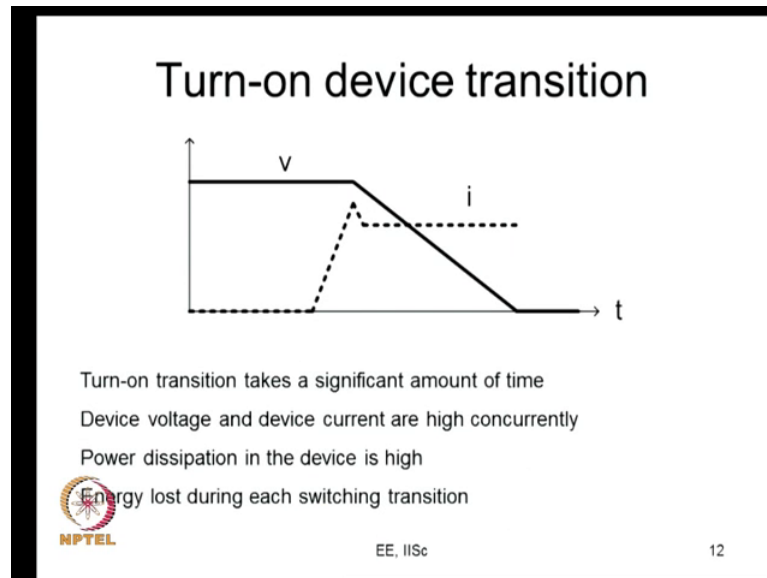 Turn-on device transition
v
i
t
Turn-on transition takes a significant amount of time
Device voltage and device current are high concurrently
Power dissipation in the device is high
Energy lost during each switching transition
NPTEL
EE, IISc
12